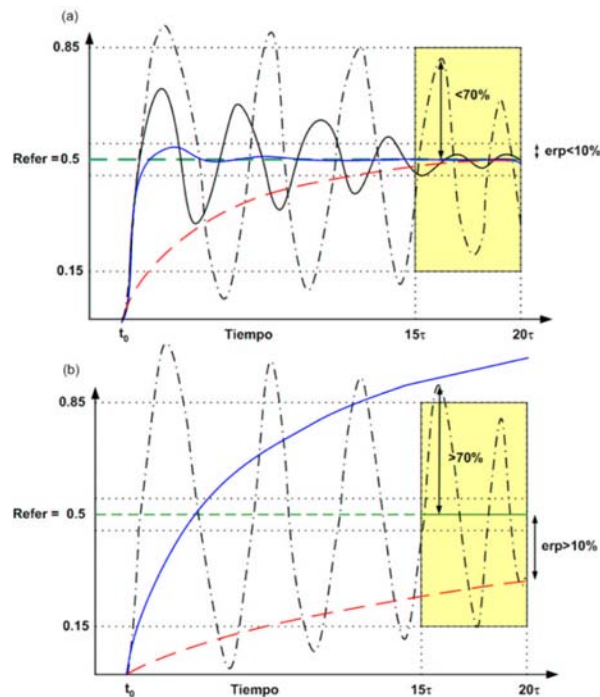 (a)
0.85
<70%
Refer = 0.5
erp<10%
0.15
t0
Tiempo
15τ
20τ
(b)
0.85
>70%
Refer = 0.5
erp>10%
0.15
t0
Tiempo
15τ
20τ